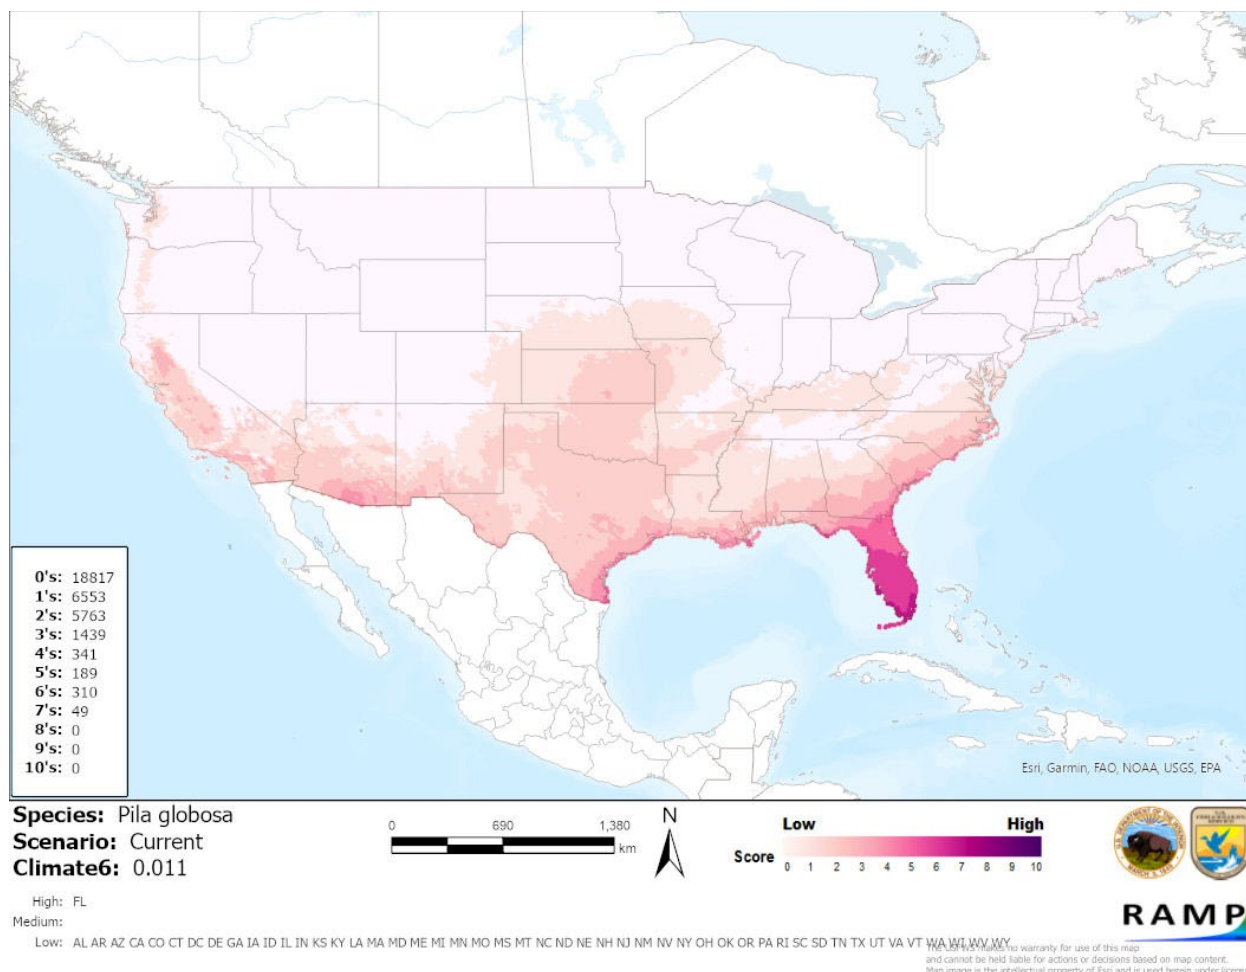 0's: 18817
1's: 6553
2's: 5763
3's: 1439
4's: 341
5's: 189
6's: 310
7's: 49
8's: 0
9's: 0
10's: 0
Esri, Garmin, FAO, NOAA, USGS, EPA
Species: Pila globosa
Scenario: Current
Climate6: 0.011
0 690 1,380
km
N
Low High
Score 0 1 2 3 4 5 6 7 8 9 10
RAMP
High: FL
Medium:
Low: AL AR AZ CA CO CT DC DE GA IA ID IL IN KS KY LA MA MD ME MI MN MO MS MT NC ND NE NH NJ NM NV NY OH OK OR PA RI SC SD TN TX UT VA VT WA WI WV WY
The USFWS makes no warranty for use of this map
and cannot be held liable for actions or decisions based on map content.
Map image is the intellectual property of Esri and is used herein under license